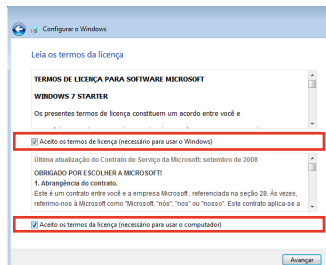 Configurar o Windows
Leia os termos da licença
TERMOS DE LICENÇA PARA SOFTWARE MICROSOFT
WINDOWS 7 STARTER
Os presentes termos de licença constituem um acordo entre você e
Aceito os termos de licença (necessário para usar o Windows)
Última atualização do Contrato de Serviço da Microsoft: setembro de 2008
OBRIGADO POR ESCOLHER A MICROSOFT!
1. Abrangência do contrato.
Este é um contrato entre você e a empresa Microsoft, referenciada na seção 28. Às vezes,
referimo-nos à Microsoft como "Microsoft, "nós", "nos" ou "nosso". Este contrato aplica-se a
Aceito os termos da licença (necessário para usar o computador)
Avançar